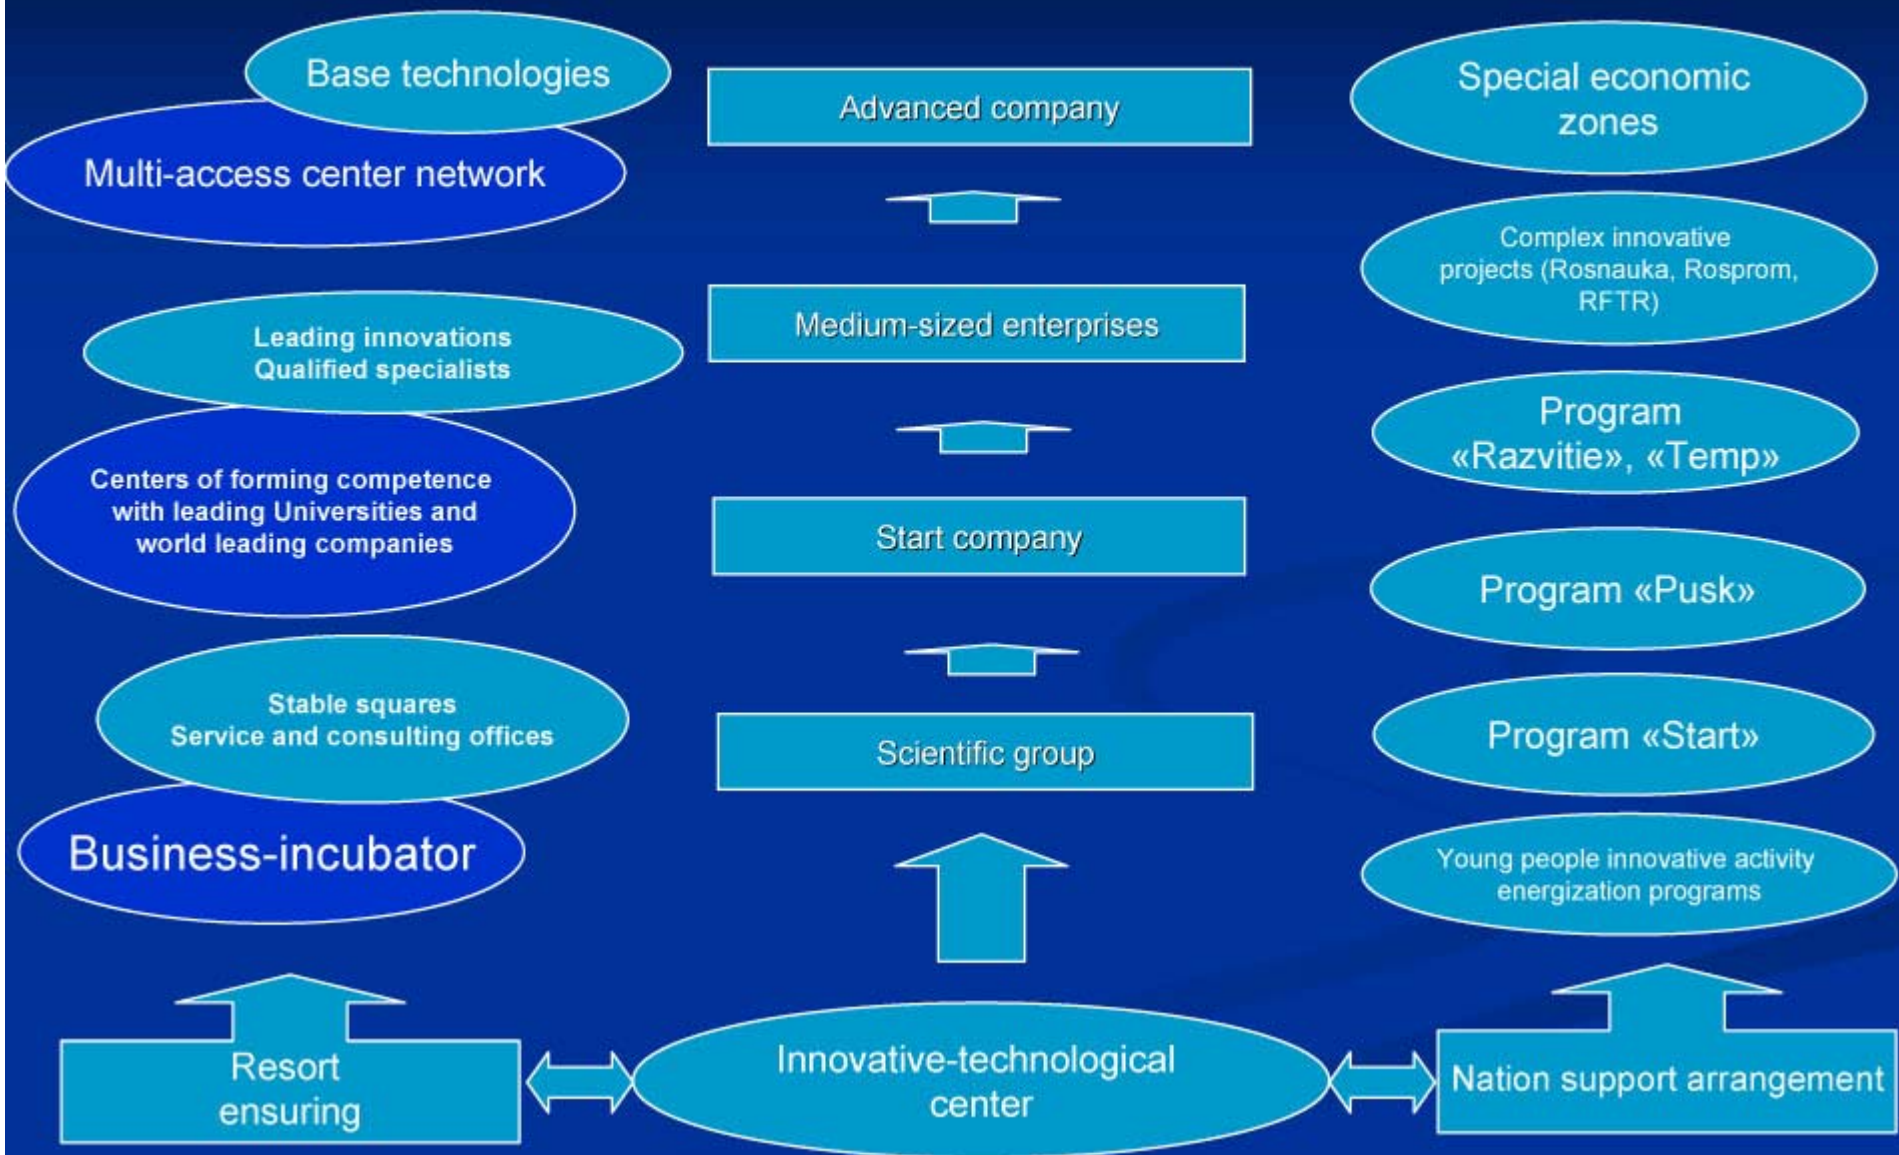 Base technologies
Multi-access center network
Leading innovations
Qualified specialists
Centers of forming competence
with leading Universities and
world leading companies
Stable squares
Service and consulting offices
Business-incubator
Resort
ensuring
Advanced company
Medium-sized enterprises
Start company
Scientific group
Innovative-technological
center
Special economic
zones
Complex innovative
projects (Rosnauka, Rosprom,
RFTR)
Program
«Razvitie», «Temp»
Program «Pusk»
Program «Start»
Young people innovative activity
energization programs
Nation support arrangement